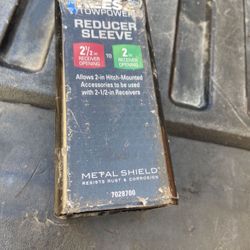 TOWPOWER
REDUCER
SLEEVE
2 1/2 in
RECEIVER
OPENING
TO
2 in
RECEIVER
OPENING
Allows 2-in Hitch-Mounted
Accessories to be used
with 2-1/2-in Receivers
METAL SHIELD
RESISTS RUST & CORROSION
7028700